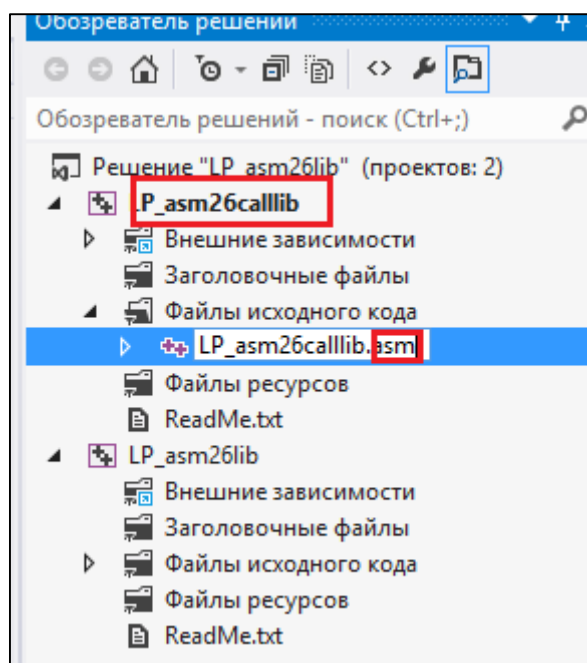 Обозреватель решений
Обозреватель решений - поиск (Ctrl+;)
Решение "LP_asm26lib" (проектов: 2)
LP_asm26calllib
Внешние зависимости
Заголовочные файлы
Файлы исходного кода
LP_asm26calllib.asm
Файлы ресурсов
ReadMe.txt
LP_asm26lib
Внешние зависимости
Заголовочные файлы
Файлы исходного кода
Файлы ресурсов
ReadMe.txt